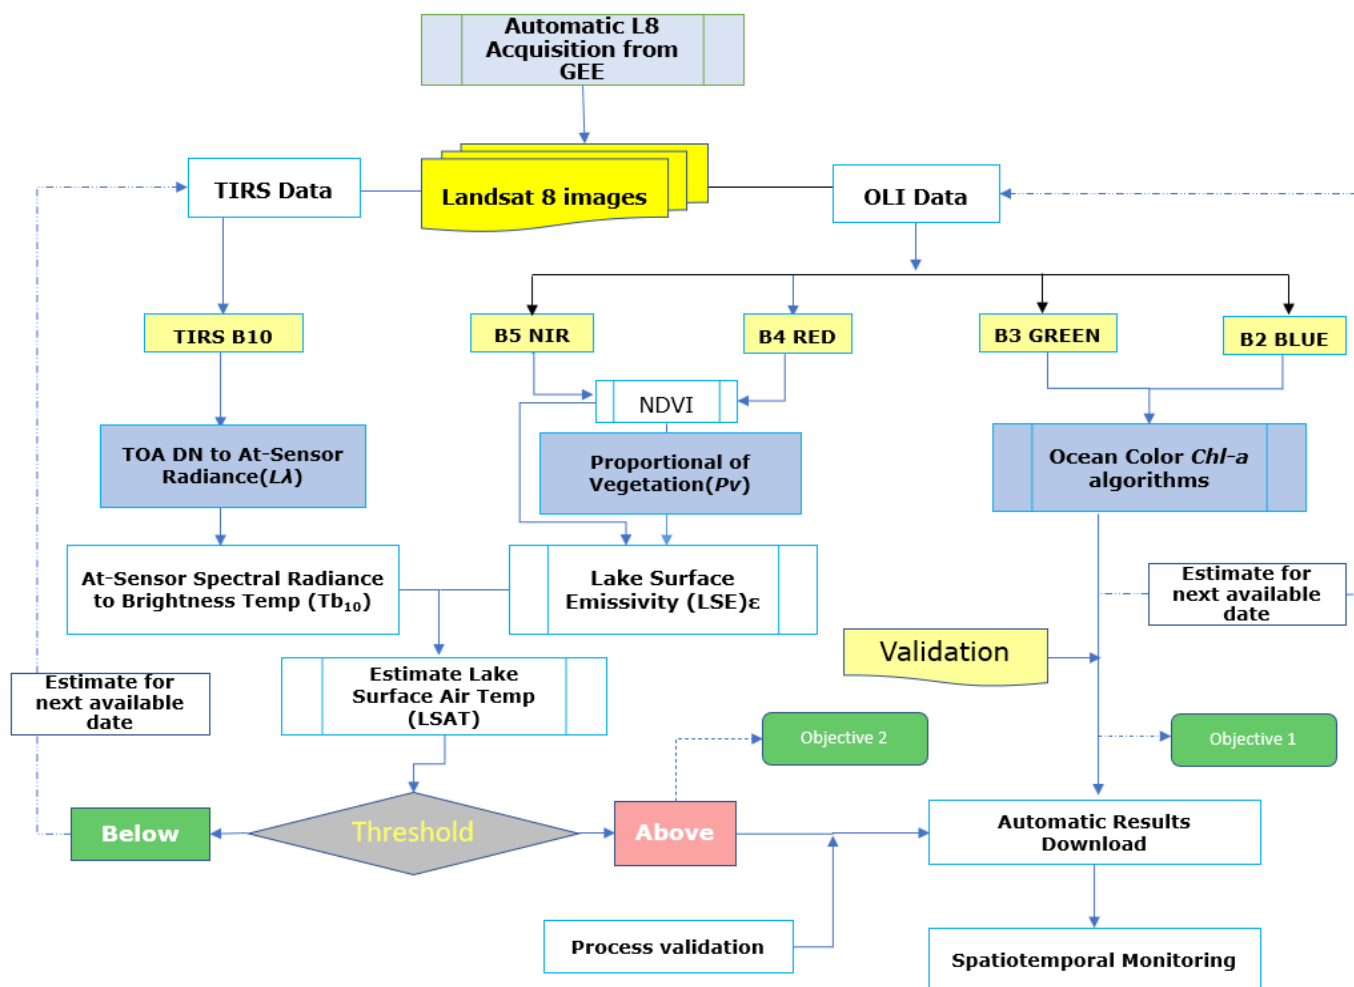 Automatic L8
Acquisition from
GEE
TIRS Data
Landsat 8 images
OLI Data
TIRS B10
B5 NIR
B4 RED
B3 GREEN
B2 BLUE
NDVI
TOA DN to At-Sensor
Radiance(Lλ)
Proportional of
Vegetation(Pv)
Ocean Color Chl-a
algorithms
At-Sensor Spectral Radiance
to Brightness Temp (Tb₁₀)
Lake Surface
Emissivity (LSE)ε
Estimate for
next available
date
Validation
Estimate Lake
Surface Air Temp
(LSAT)
Estimate for
next available
date
Objective 2
Objective 1
Below
Threshold
Above
Automatic Results
Download
Process validation
Spatiotemporal Monitoring